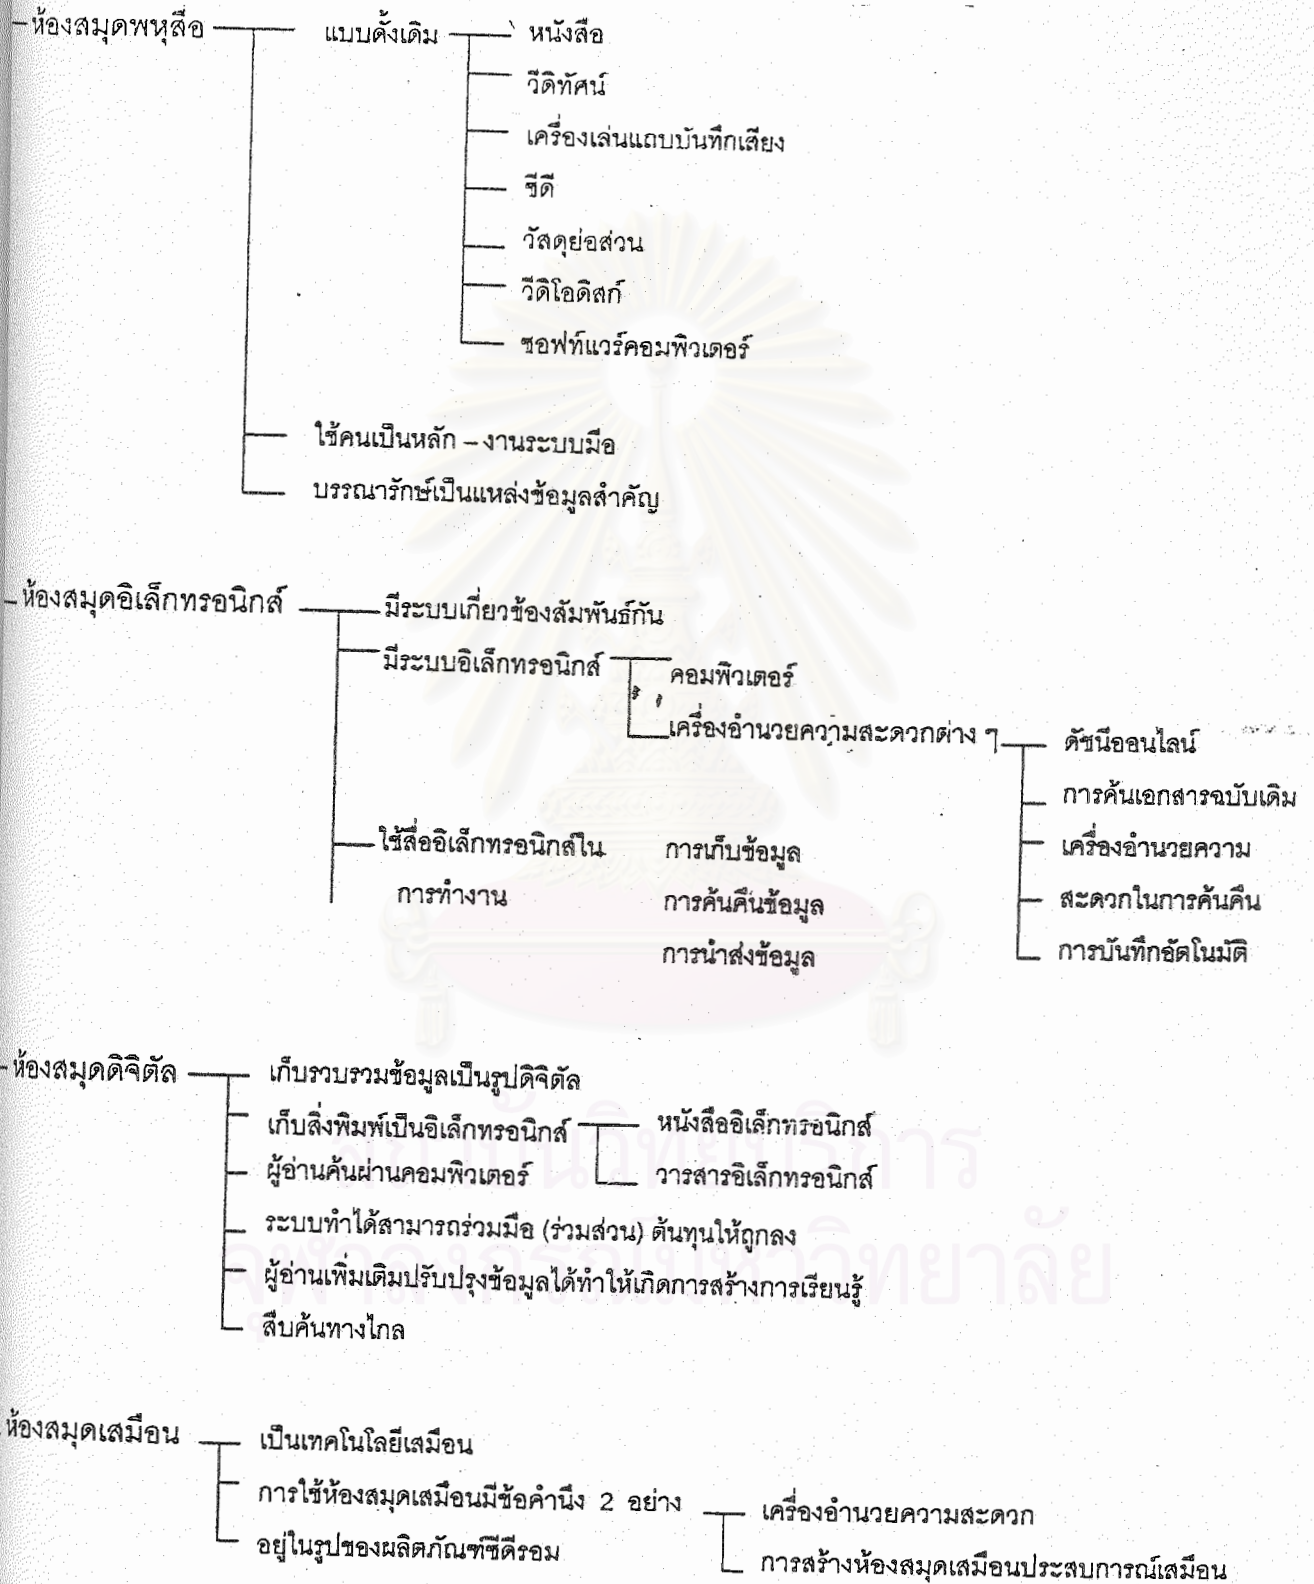 ห้องสมุดพหุสื่อ
แบบดั้งเดิม
หนังสือ
วีดิทัศน์
เครื่องเล่นแถบบันทึกเสียง
ซีดี
วัสดุย่อส่วน
วีดิโอดิสก์
ซอฟท์แวร์คอมพิวเตอร์
ใช้คนเป็นหลัก – งานระบบมือ
บรรณารักษ์เป็นแหล่งข้อมูลสำคัญ
ห้องสมุดอิเล็กทรอนิกส์
มีระบบเกี่ยวข้องสัมพันธ์กัน
มีระบบอิเล็กทรอนิกส์
คอมพิวเตอร์
เครื่องอำนวยความสะดวกต่าง ๆ
ดัชนีออนไลน์
การค้นเอกสารฉบับเดิม
เครื่องอำนวยความ
สะดวกในการค้นคืน
การบันทึกอัตโนมัติ
ใช้สื่ออิเล็กทรอนิกส์ใน
การทำงาน
การเก็บข้อมูล
การค้นคืนข้อมูล
การนำส่งข้อมูล
ห้องสมุดดิจิตัล
เก็บรวบรวมข้อมูลเป็นรูปดิจิตัล
เก็บสิ่งพิมพ์เป็นอิเล็กทรอนิกส์
หนังสืออิเล็กทรอนิกส์
วารสารอิเล็กทรอนิกส์
ผู้อ่านค้นผ่านคอมพิวเตอร์
ระบบทำได้สามารถร่วมมือ (ร่วมส่วน) ต้นทุนให้ถูกลง
ผู้อ่านเพิ่มเติมปรับปรุงข้อมูลได้ทำให้เกิดการสร้างการเรียนรู้
สืบค้นทางไกล
ห้องสมุดเสมือน
เป็นเทคโนโลยีเสมือน
การใช้ห้องสมุดเสมือนมีข้อคำนึง 2 อย่าง
เครื่องอำนวยความสะดวก
การสร้างห้องสมุดเสมือนประสบการณ์เสมือน
อยู่ในรูปของผลิตภัณฑ์ซีดีรอม
สถาบันวิทยบริการ
จุฬาลงกรณ์มหาวิทยาลัย